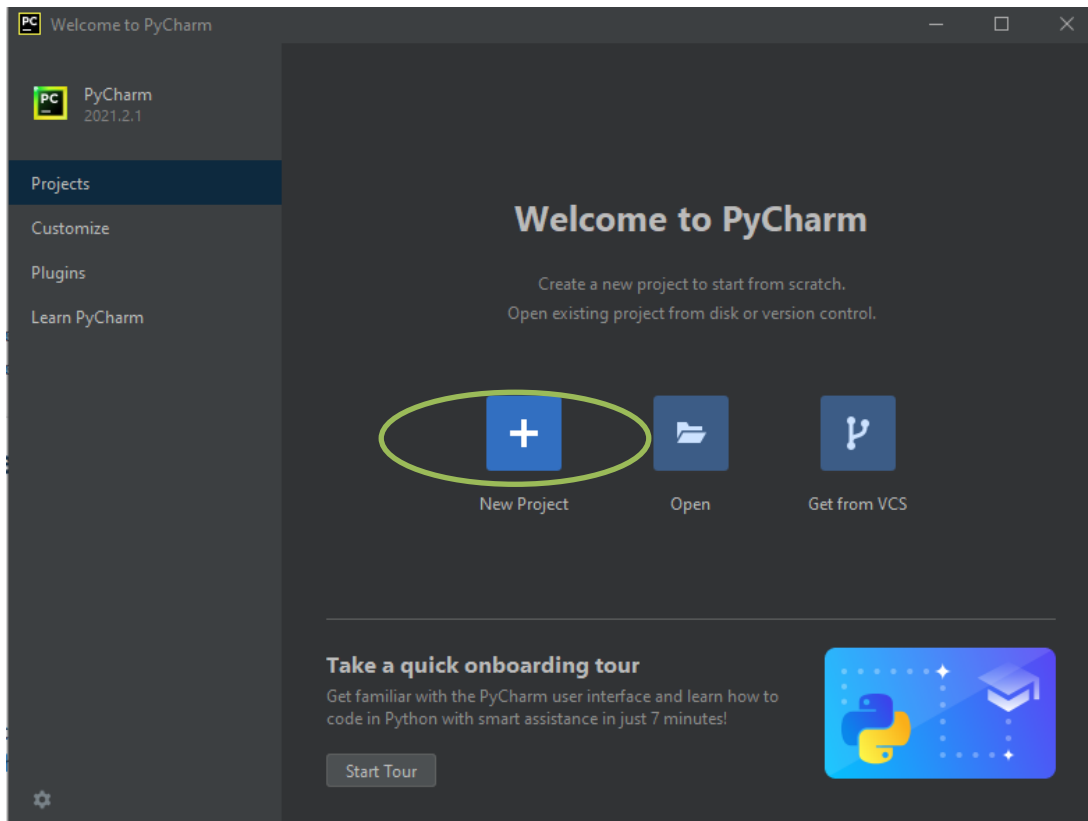 PC Welcome to PyCharm
PC PyCharm
2021.2.1
Projects
Customize
Plugins
Learn PyCharm
Welcome to PyCharm
Create a new project to start from scratch.
Open existing project from disk or version control.
New Project
Open
Get from VCS
Take a quick onboarding tour
Get familiar with the PyCharm user interface and learn how to
code in Python with smart assistance in just 7 minutes!
Start Tour